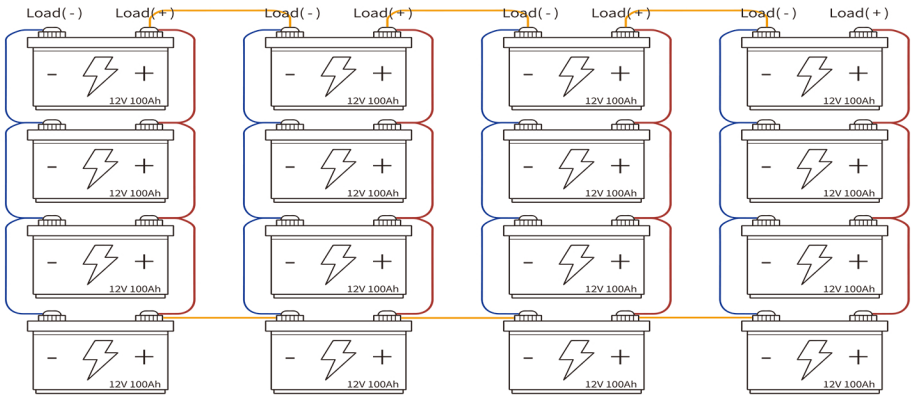 Load(-) Load(+) Load(-) Load(+) Load(-) Load(+) Load(-) Load(+)
- + - + - + - +
12V 100Ah 12V 100Ah 12V 100Ah 12V 100Ah
- + - + - + - +
12V 100Ah 12V 100Ah 12V 100Ah 12V 100Ah
- + - + - + - +
12V 100Ah 12V 100Ah 12V 100Ah 12V 100Ah
- + - + - + - +
12V 100Ah 12V 100Ah 12V 100Ah 12V 100Ah